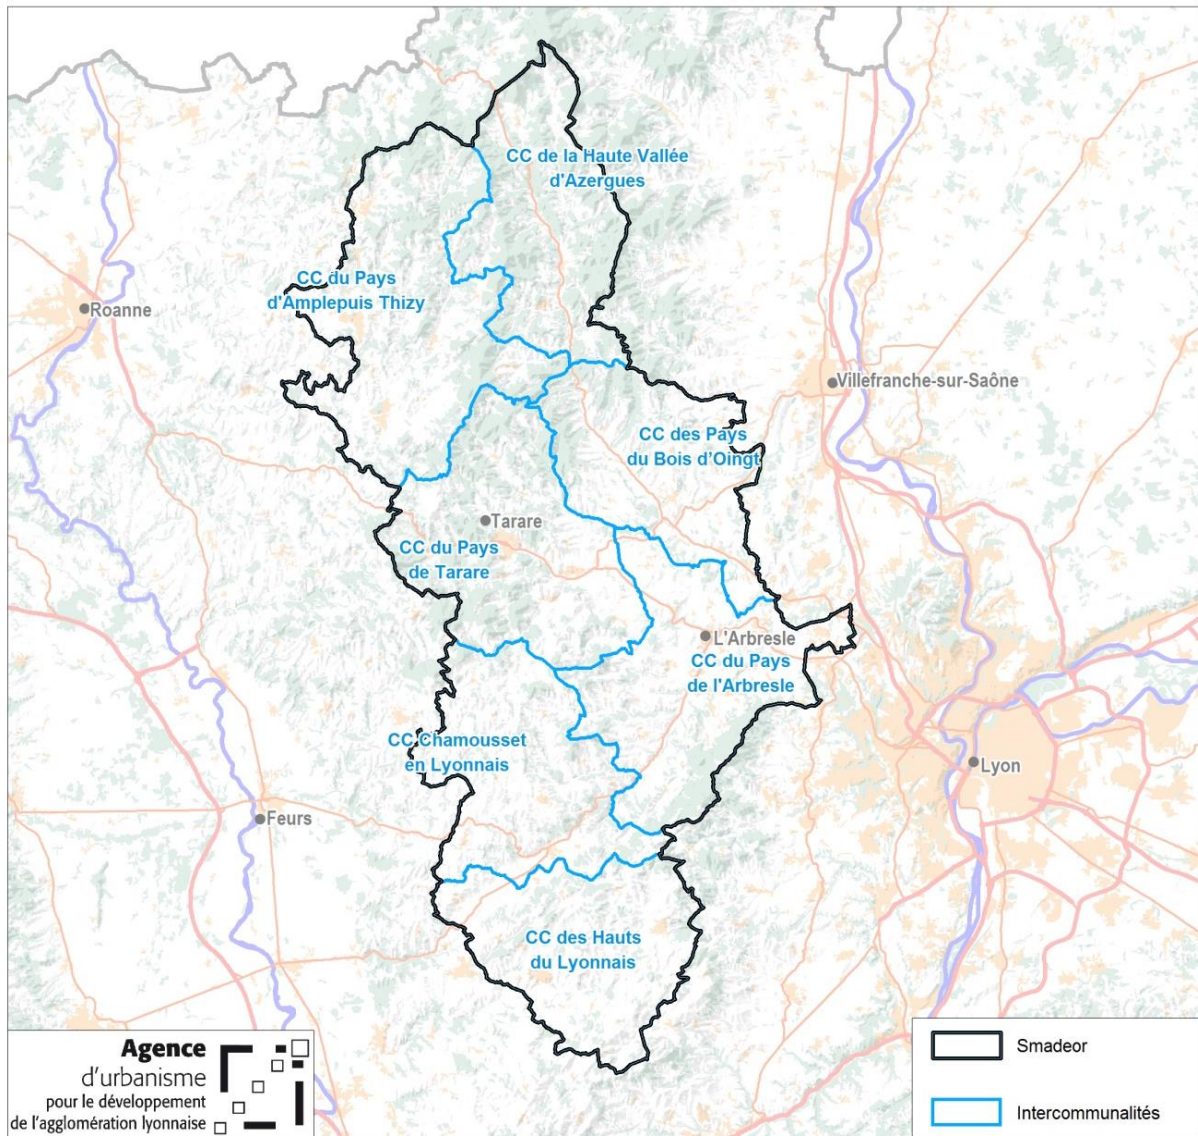 CC de la Haute Vallée
d'Azergues
CC du Pays
d'Amplepuis Thizy
Roanne
Villefranche-sur-Saône
CC des Pays
du Bois d'Oingt
Tarare
CC du Pays
de Tarare
L'Arbresle
CC du Pays
de l'Arbresle
CC Chamousset
en Lyonnais
Lyon
Feurs
CC des Hauts
du Lyonnais
Agence
d'urbanisme
pour le développement
de l'agglomération lyonnaise
Smadeor
Intercommunalités